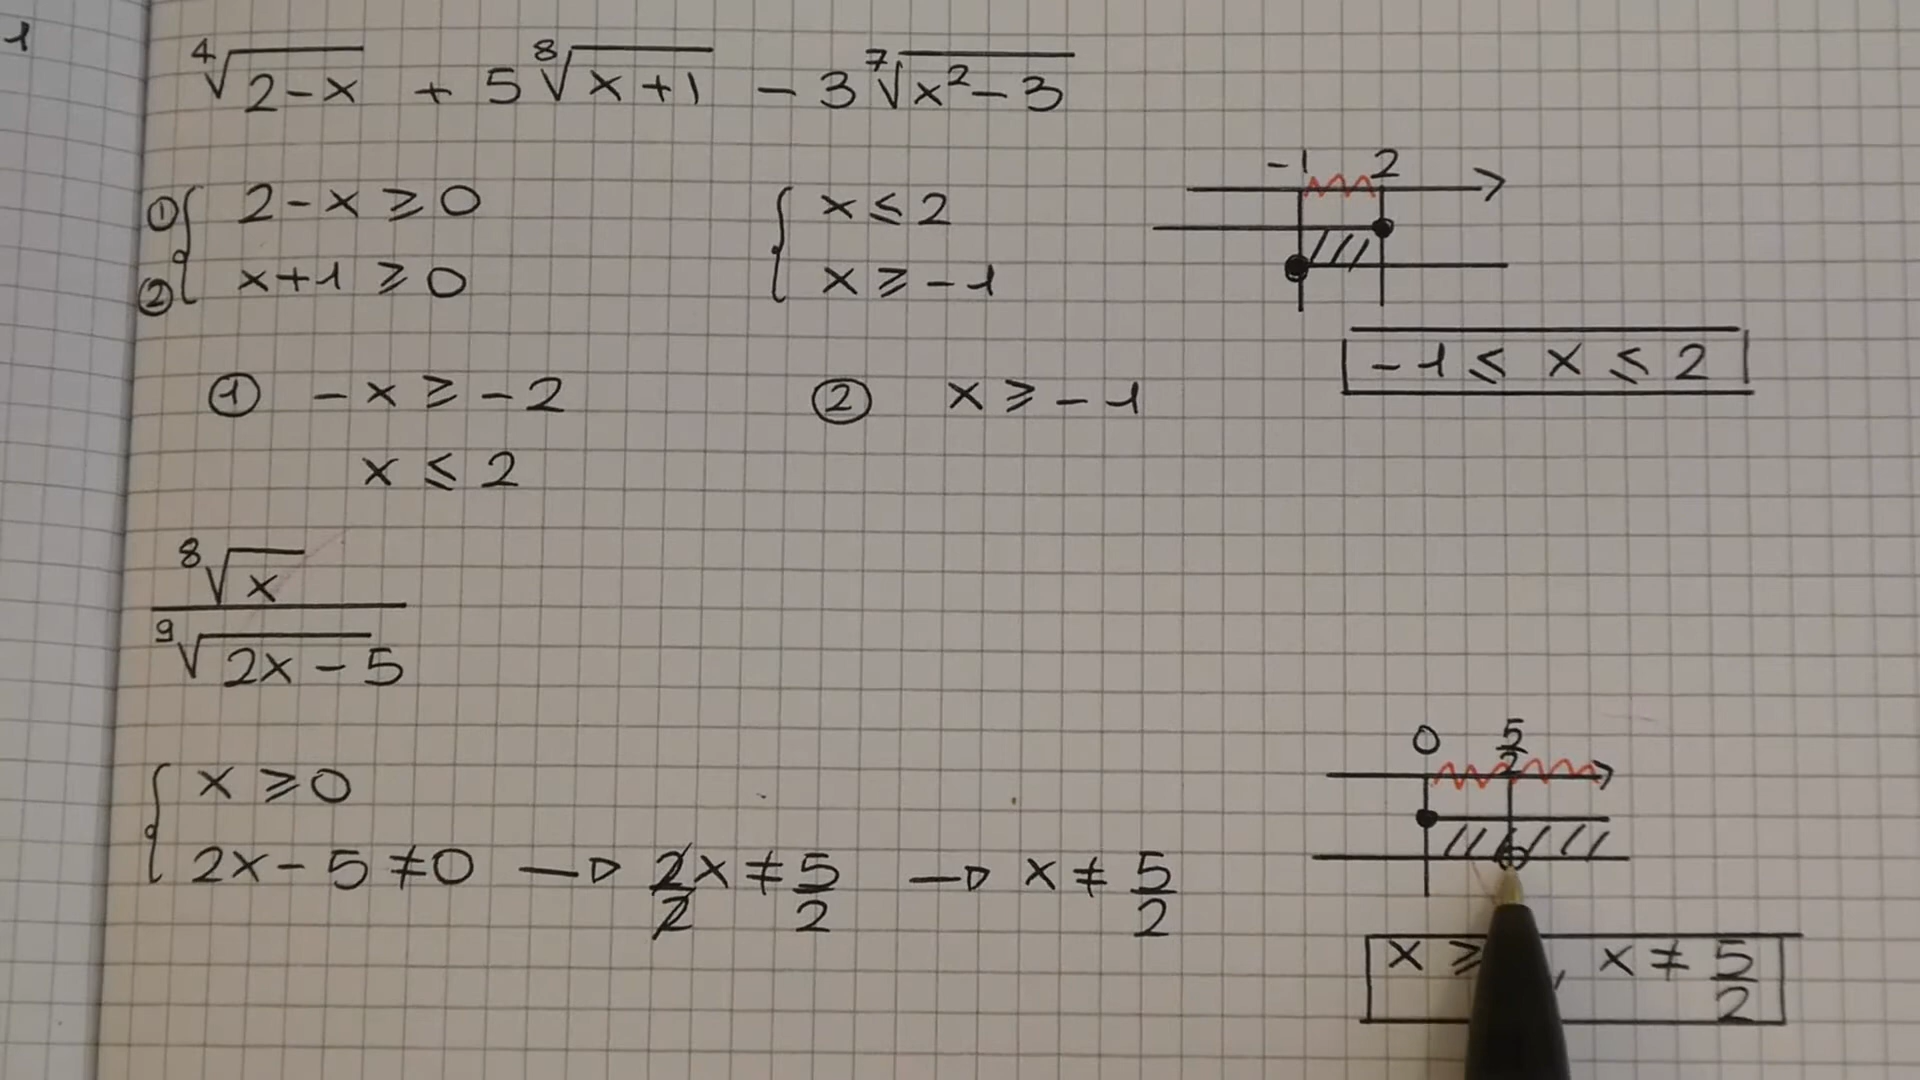 1
⁴√(2-x) + 5 ⁸√(x+1) - 3 ⁷√(x²-3)
① { 2-x ≥ 0
② { x+1 ≥ 0
{ x ≤ 2
{ x ≥ -1
-1 2
-1 ≤ x ≤ 2
① -x ≥ -2
x ≤ 2
② x ≥ -1
⁸√x
⁹√(2x-5)
{ x ≥ 0
{ 2x-5 ≠ 0 → 2x/2 ≠ 5/2 → x ≠ 5/2
0 5/2
x ≥ , x ≠ 5/2